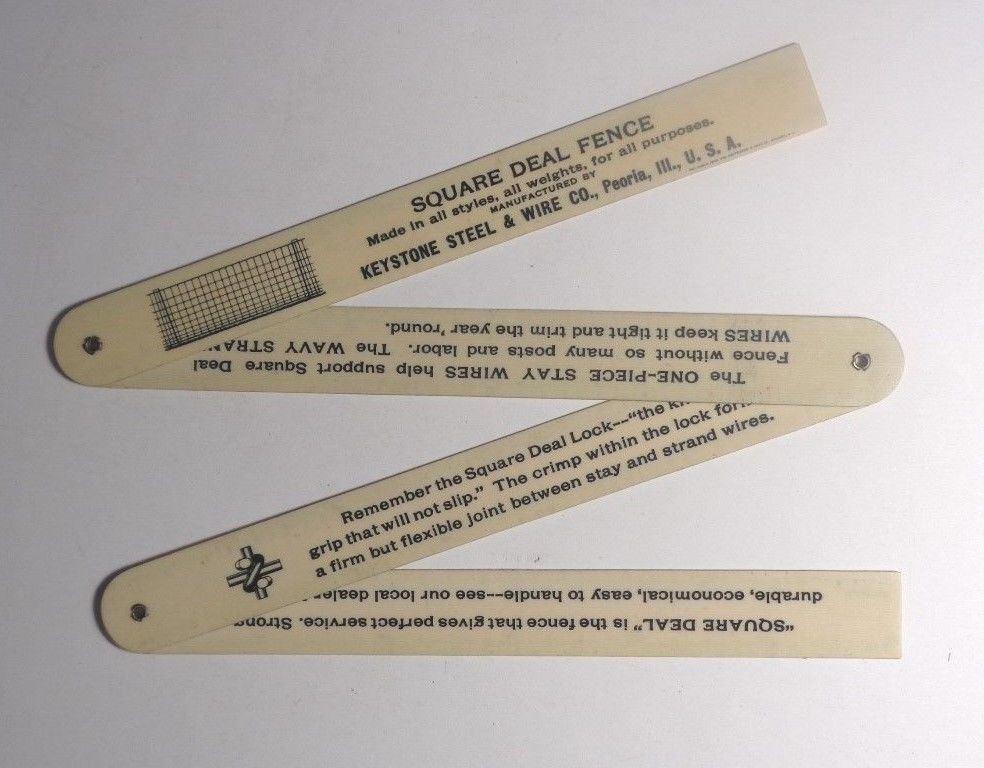 SQUARE DEAL FENCE
Made in all styles, all weights, for all purposes.
MANUFACTURED BY
KEYSTONE STEEL & WIRE CO., Peoria, Ill., U. S. A.
The ONE-PIECE STAY WIRES help support Square Deal
Fence without so many posts and labor. The WAVY STRAN
WIRES keep it tight and trim the year 'round.
Remember the Square Deal Lock--"the
grip that will not slip." The crimp within the lock for
a firm but flexible joint between stay and strand wires.
"SQUARE DEAL" is the fence that gives perfect service. Strong
durable, economical, easy to handle---see our local dealer